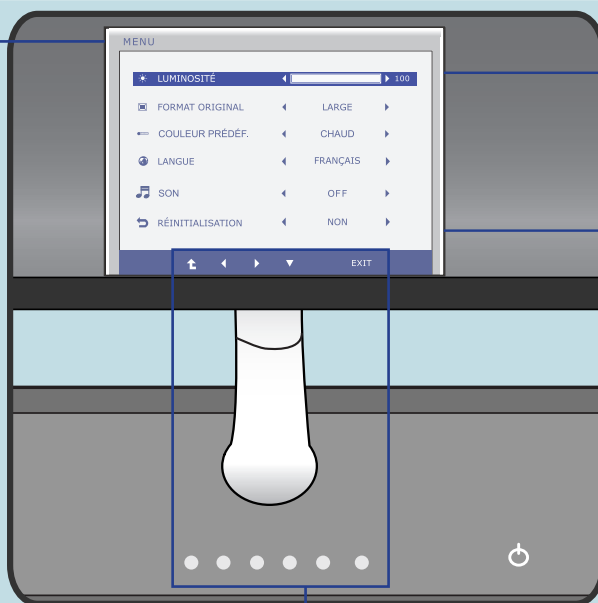 MENU
LUMINOSITÉ 100
FORMAT ORIGINAL LARGE
COULEUR PRÉDÉF. CHAUD
LANGUE FRANÇAIS
SON OFF
RÉINITIALISATION NON
EXIT